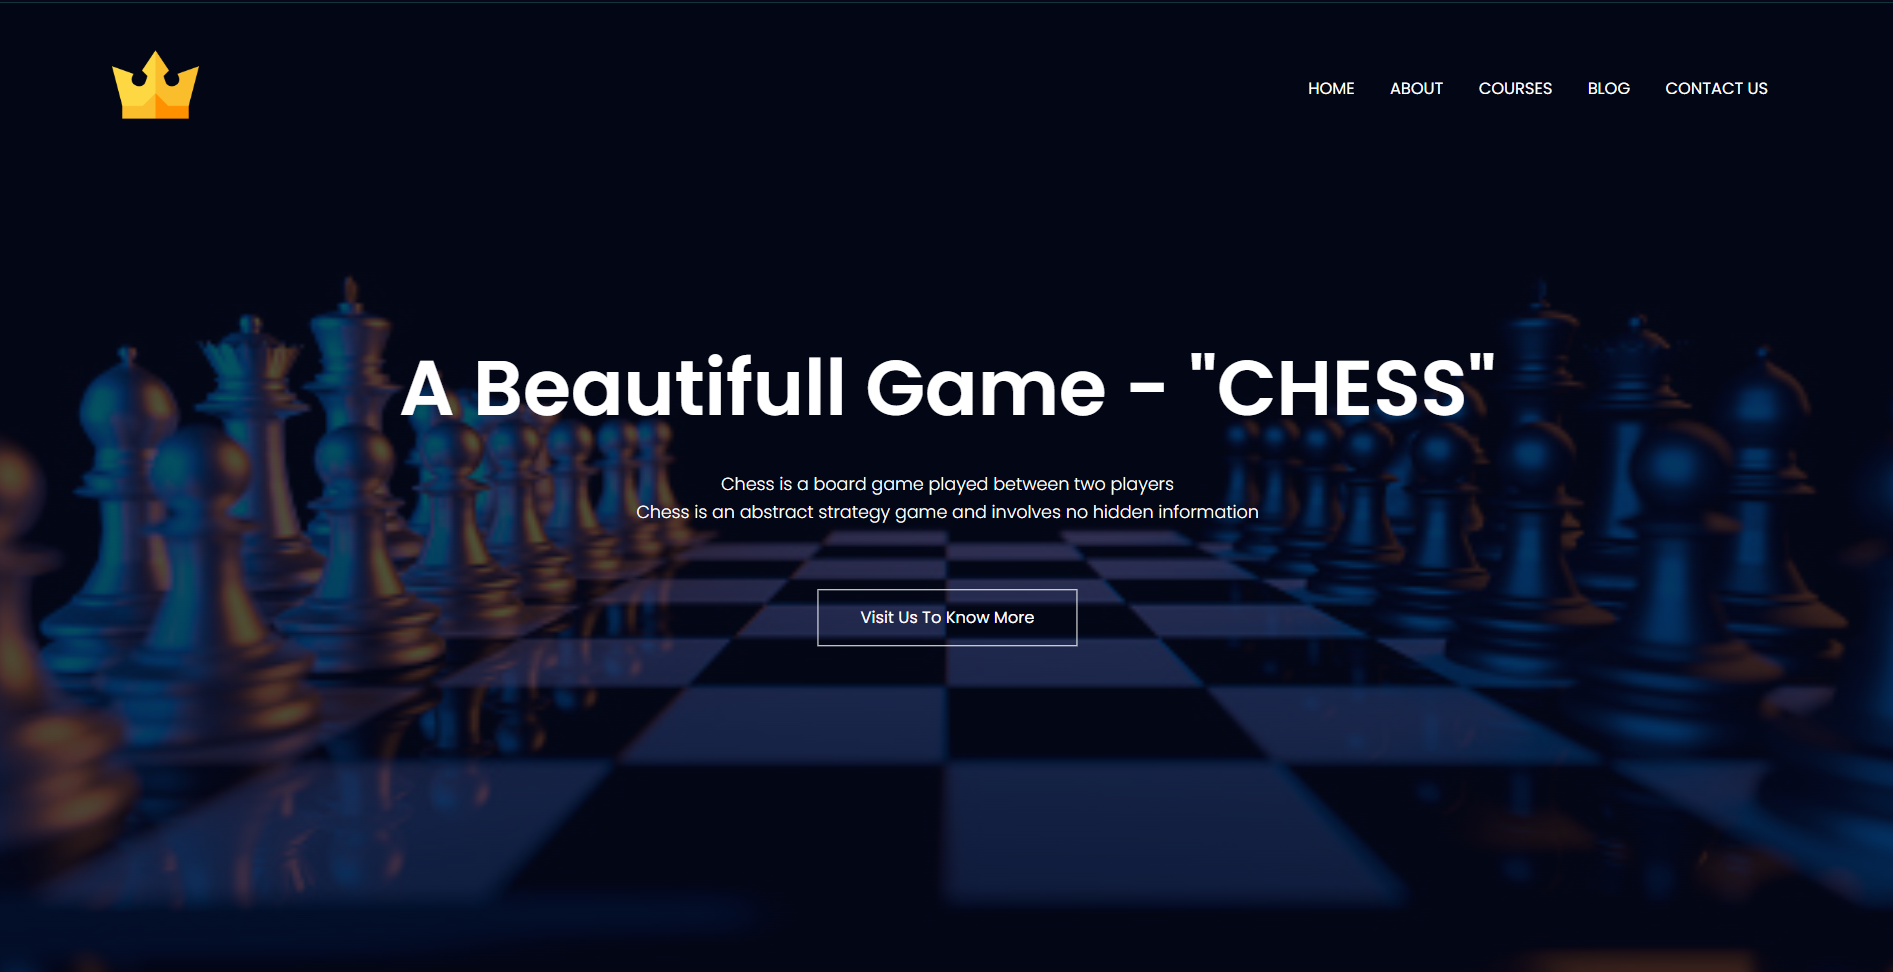 HOME ABOUT COURSES BLOG CONTACT US
A Beautifull Game - "CHESS"
Chess is a board game played between two players
Chess is an abstract strategy game and involves no hidden information
Visit Us To Know More